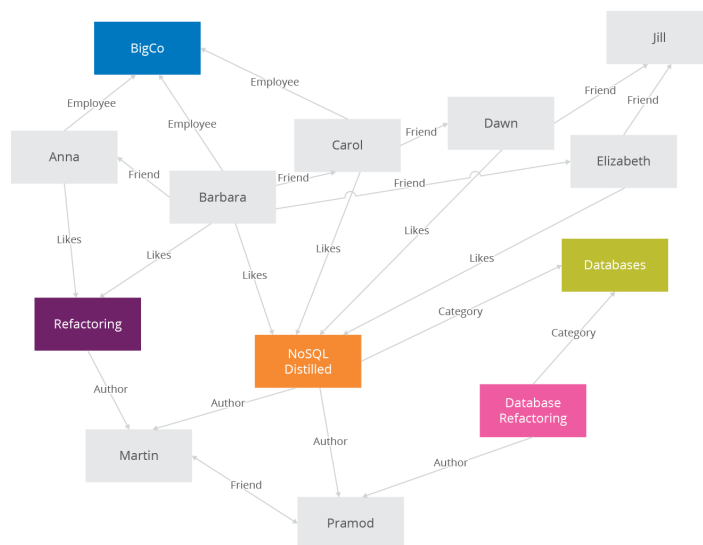 Jill
BigCo
Employee
Friend
Employee
Dawn
Friend
Employee
Carol
Friend
Anna
Elizabeth
Friend
Friend
Friend
Barbara
Likes
Likes
Likes
Likes
Likes
Likes
Databases
Category
Refactoring
Category
NoSQL
Distilled
Author
Author
Database
Refactoring
Author
Martin
Author
Friend
Pramod